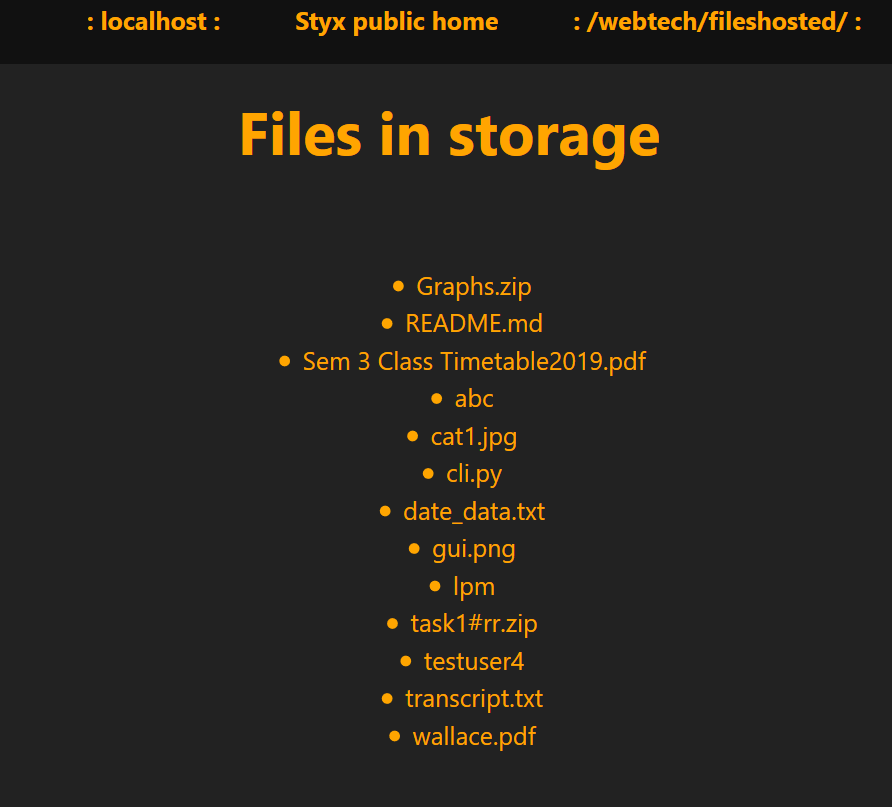 : localhost : Styx public home : /webtech/fileshosted/ :
Files in storage
• Graphs.zip
• README.md
• Sem 3 Class Timetable2019.pdf
• abc
• cat1.jpg
• cli.py
• date_data.txt
• gui.png
• lpm
• task1#rr.zip
• testuser4
• transcript.txt
• wallace.pdf